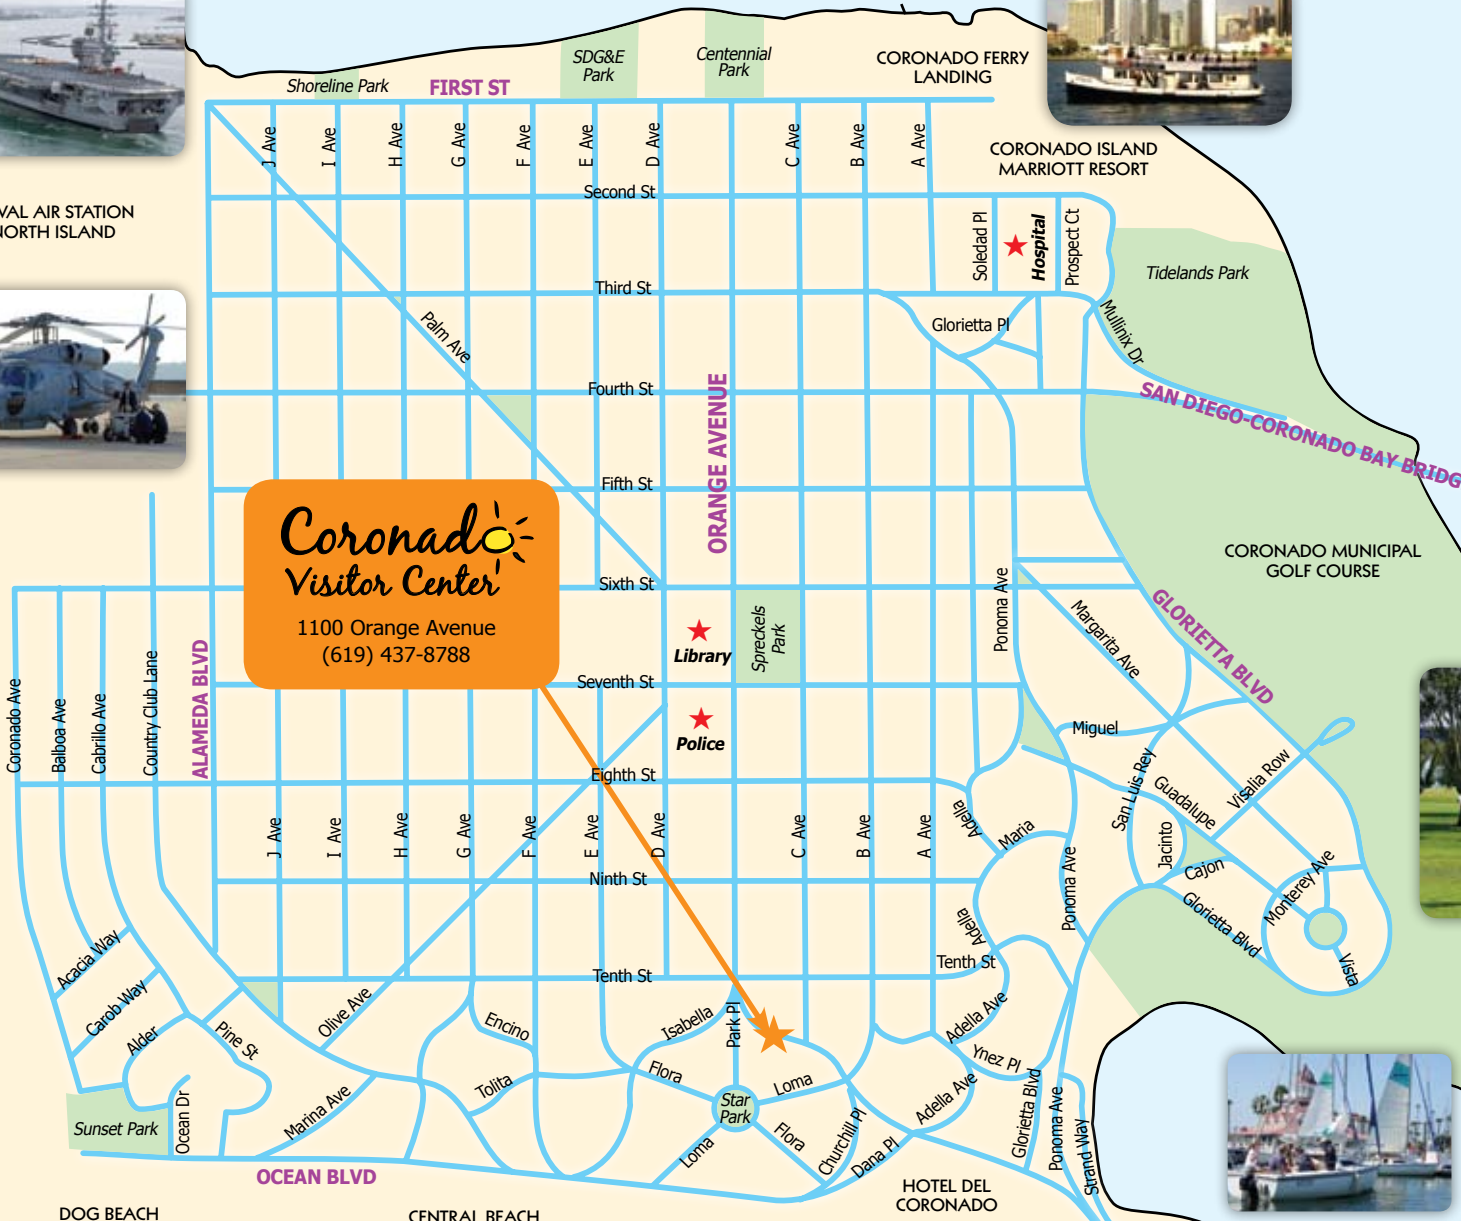 SDG&E
Park
Centennial
Park
CORONADO FERRY
LANDING
Shoreline Park
FIRST ST
J Ave
I Ave
H Ave
G Ave
F Ave
E Ave
D Ave
C Ave
B Ave
A Ave
CORONADO ISLAND
MARRIOTT RESORT
Second St
VAL AIR STATION
NORTH ISLAND
Soledad Pl
Hospital
Prospect Ct
Tidelands Park
Third St
Palm Ave
Glorietta Pl
Mullinix Dr
Fourth St
ORANGE AVENUE
SAN DIEGO-CORONADO BAY BRIDG
Fifth St
Coronado
Visitor Center
1100 Orange Avenue
(619) 437-8788
CORONADO MUNICIPAL
GOLF COURSE
Sixth St
Ponoma Ave
Margarita Ave
GLORIETTA BLVD
Library
Spreckels
Park
Seventh St
Coronado Ave
Balboa Ave
Cabrillo Ave
Country Club Lane
ALAMEDA BLVD
Police
Miguel
Eighth St
San Luis Rey
Guadalupe
Visalia Row
J Ave
I Ave
H Ave
G Ave
F Ave
E Ave
D Ave
C Ave
B Ave
A Ave
Adella
Maria
Jacinto
Cajon
Ponoma Ave
Monterey Ave
Ninth St
Glorietta Blvd
Adella
Acacia Way
Tenth St
Tenth St
Vista
Carob Way
Alder
Pine St
Olive Ave
Encino
Isabella
Park Pl
Adella Ave
Ynez Pl
Flora
Tolita
Loma
Marina Ave
Adella Ave
Star
Park
Glorietta Blvd
Ponoma Ave
Strand Way
Sunset Park
Ocean Dr
Loma
Flora
Churchill Pl
Dana Pl
OCEAN BLVD
HOTEL DEL
CORONADO
DOG BEACH
CENTRAL BEACH